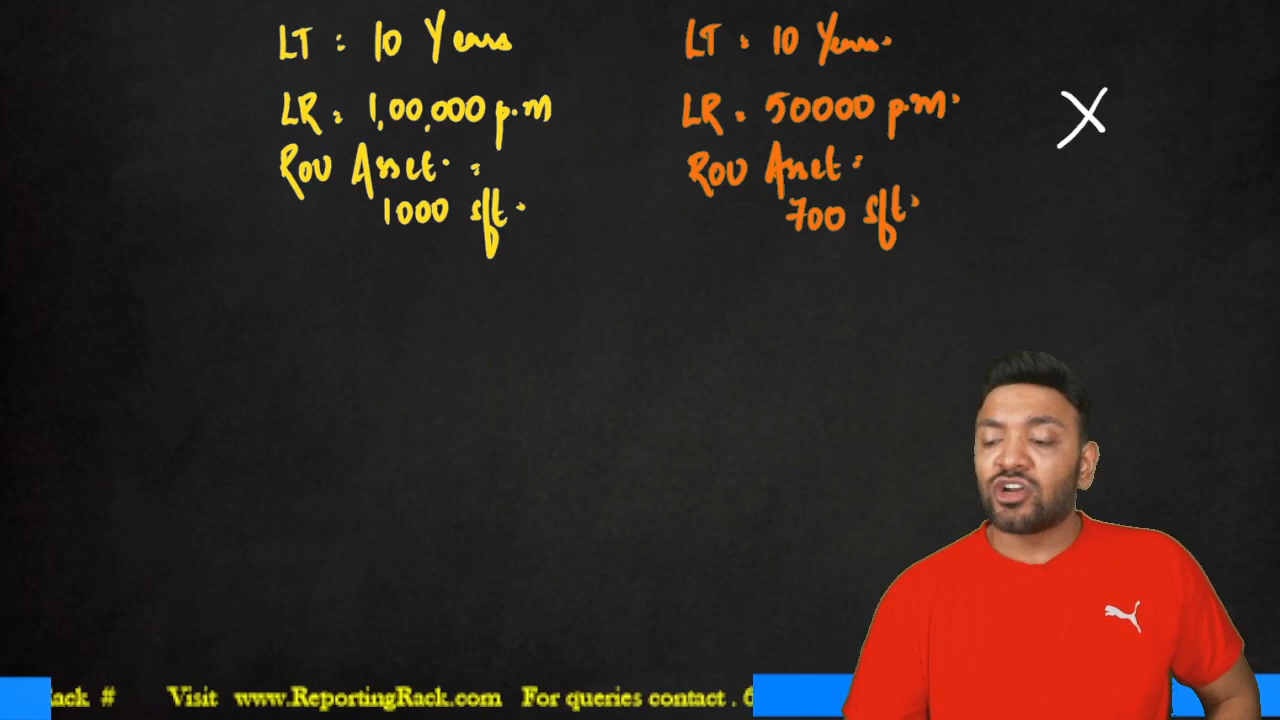 LT : 10 Years
LR : 1,00,000 p.m
ROU Asset :
1000 sft.
LT : 10 Years.
LR : 50000 p.m.
ROU Asset :
700 sft.
X
Rack # Visit www.ReportingRack.com For queries contact . 6